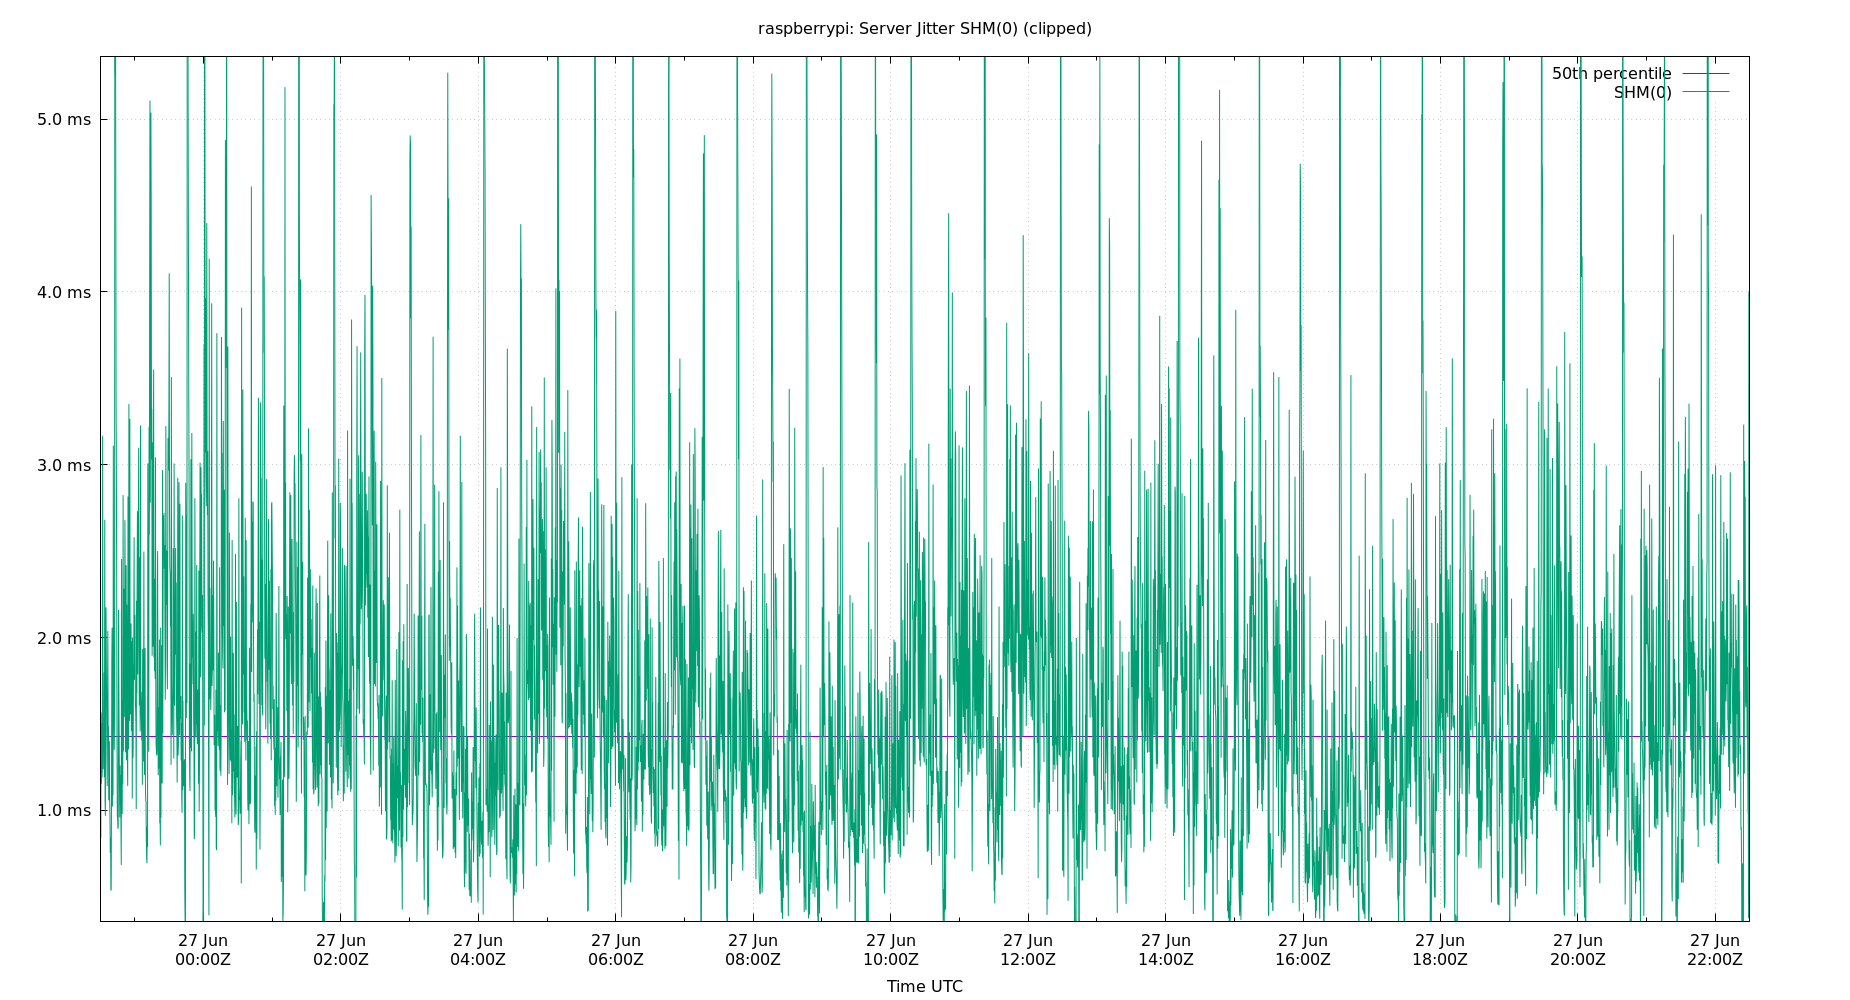 raspberrypi: Server Jitter SHM(0) (clipped)
50th percentile
SHM(0)
5.0 ms
4.0 ms
3.0 ms
2.0 ms
1.0 ms
27 Jun 27 Jun 27 Jun 27 Jun 27 Jun 27 Jun 27 Jun 27 Jun 27 Jun 27 Jun 27 Jun 27 Jun
00:00Z 02:00Z 04:00Z 06:00Z 08:00Z 10:00Z 12:00Z 14:00Z 16:00Z 18:00Z 20:00Z 22:00Z
Time UTC